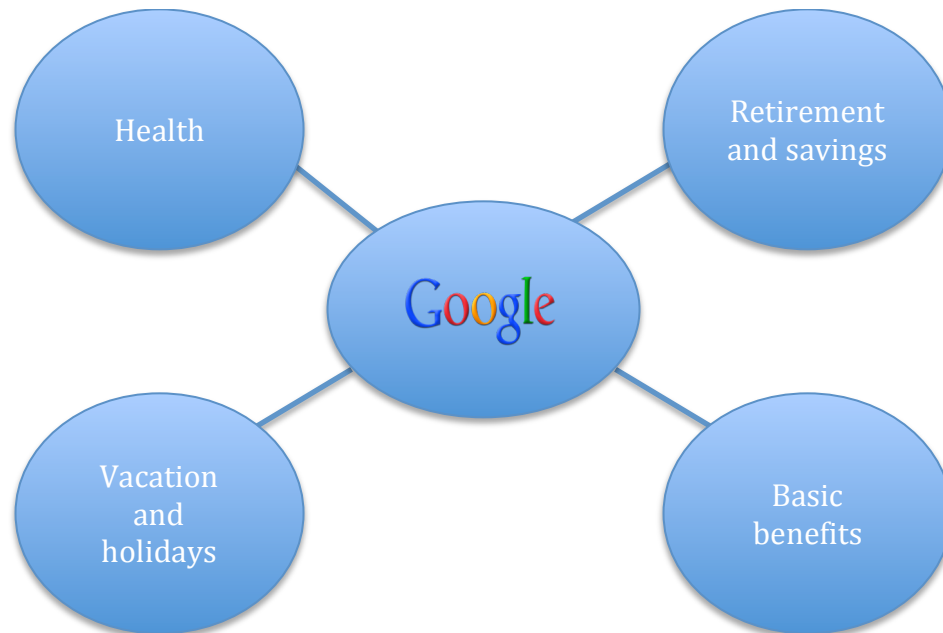 Health
Retirement
and savings
Google
Vacation
and
holidays
Basic
benefits